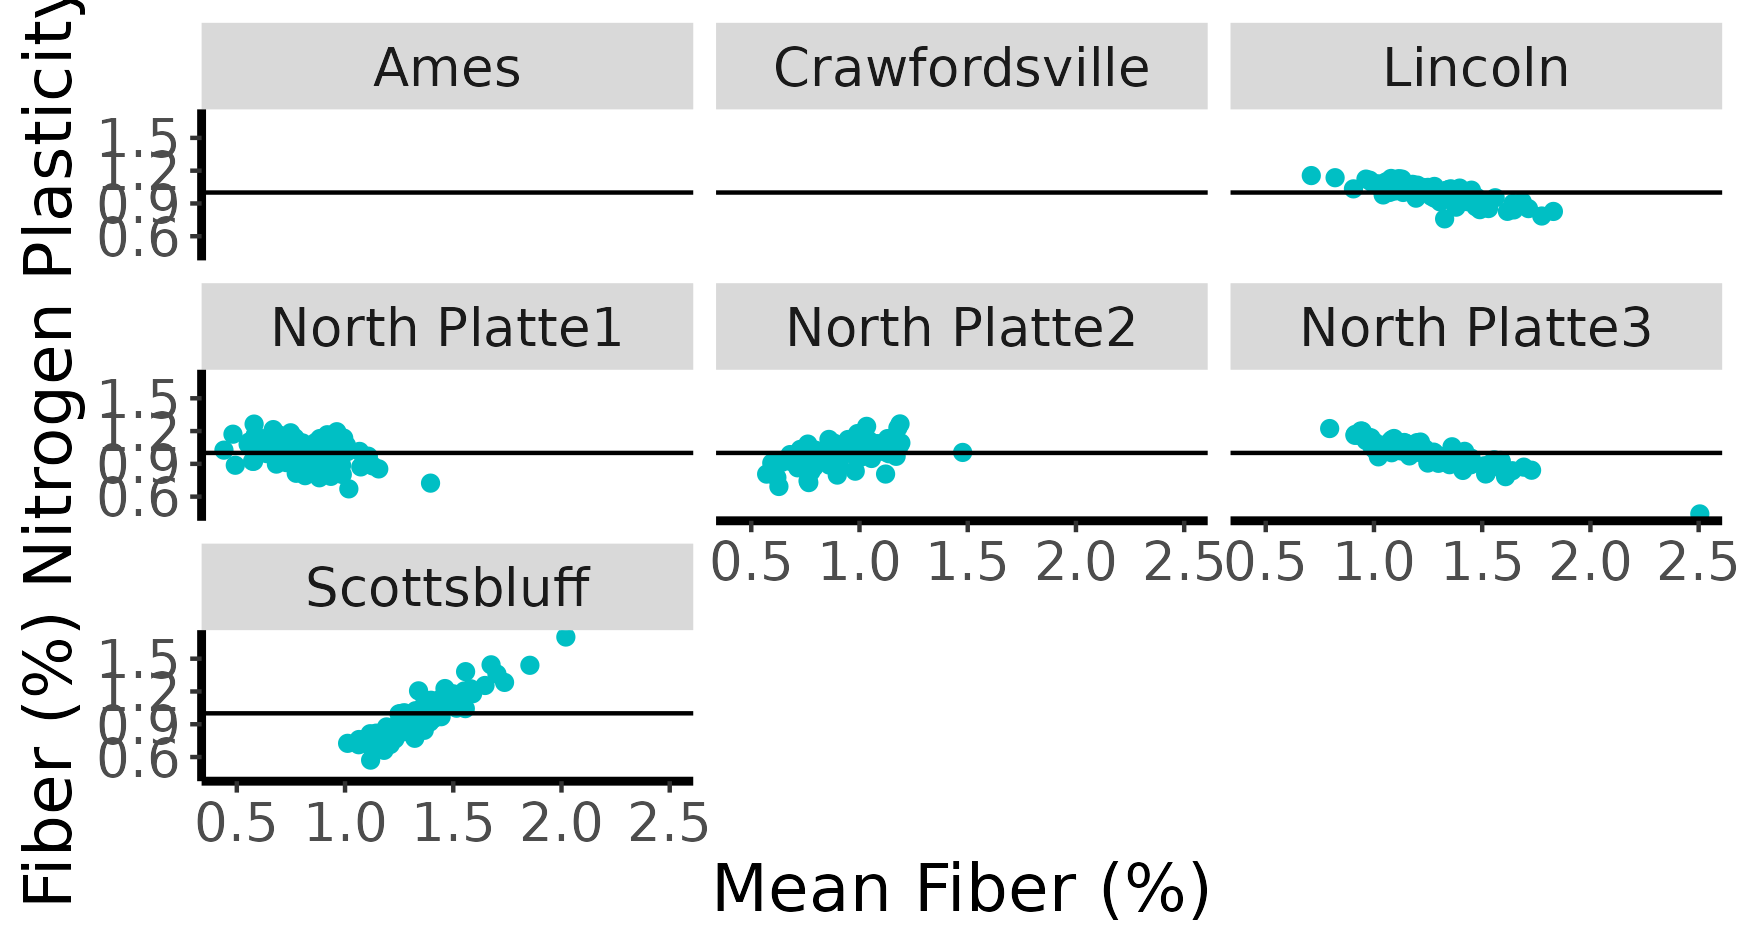 Fiber (%) Nitrogen Plasticity
Ames
Crawfordsville
Lincoln
1.5
1.2
0.9
0.6
North Platte1
North Platte2
North Platte3
1.5
1.2
0.9
0.6
0.5 1.0 1.5 2.0 2.5
0.5 1.0 1.5 2.0 2.5
Scottsbluff
1.5
1.2
0.9
0.6
0.5 1.0 1.5 2.0 2.5
Mean Fiber (%)